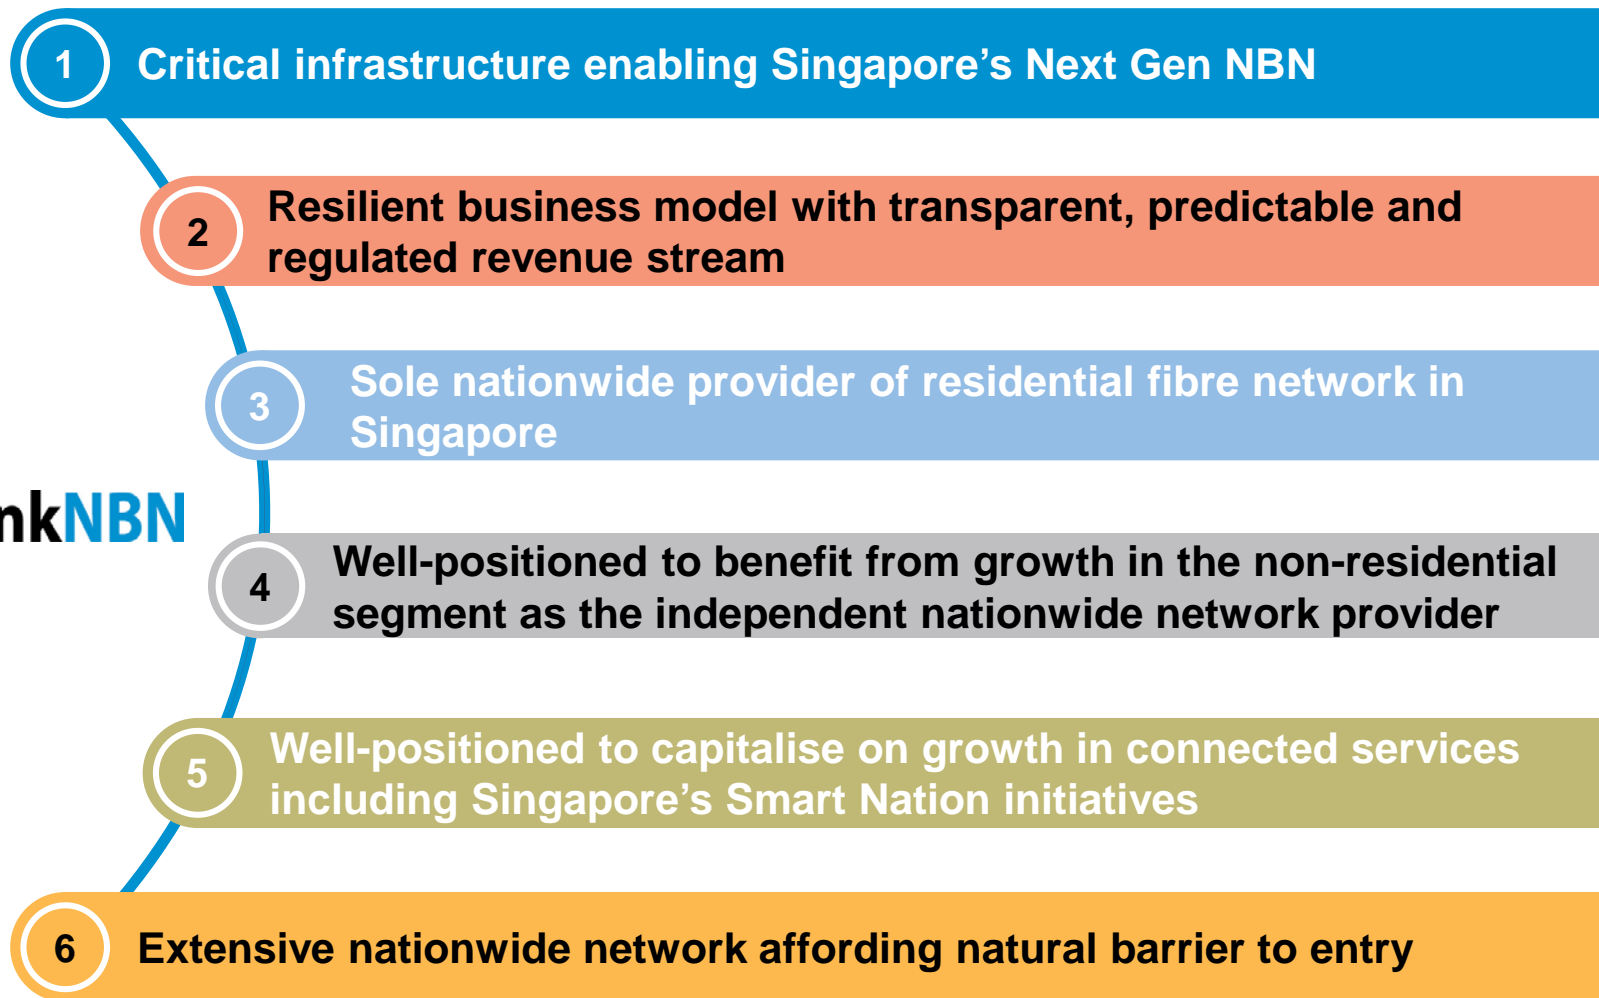 1
Critical infrastructure enabling Singapore’s Next Gen NBN
2
Resilient business model with transparent, predictable and
regulated revenue stream
3
Sole nationwide provider of residential fibre network in
Singapore
nkNBN
4
Well-positioned to benefit from growth in the non-residential
segment as the independent nationwide network provider
5
Well-positioned to capitalise on growth in connected services
including Singapore’s Smart Nation initiatives
6
Extensive nationwide network affording natural barrier to entry